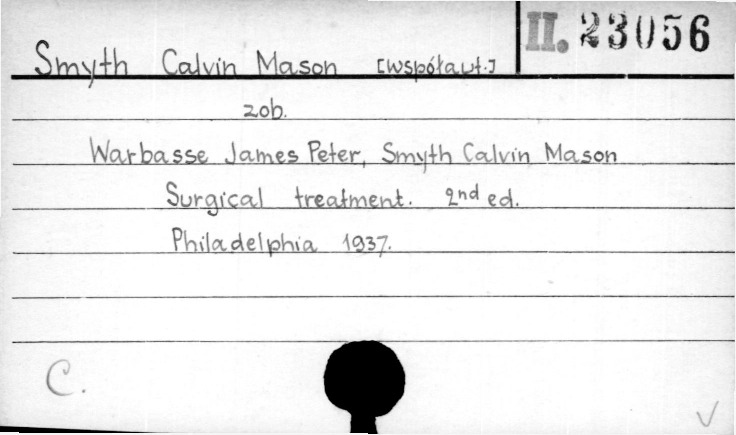 II. 23056
Smyth Calvin Mason [współaut.]
zob.
Warbasse James Peter, Smyth Calvin Mason
Surgical treatment. 2nd ed.
Philadelphia 1937.
C.
V